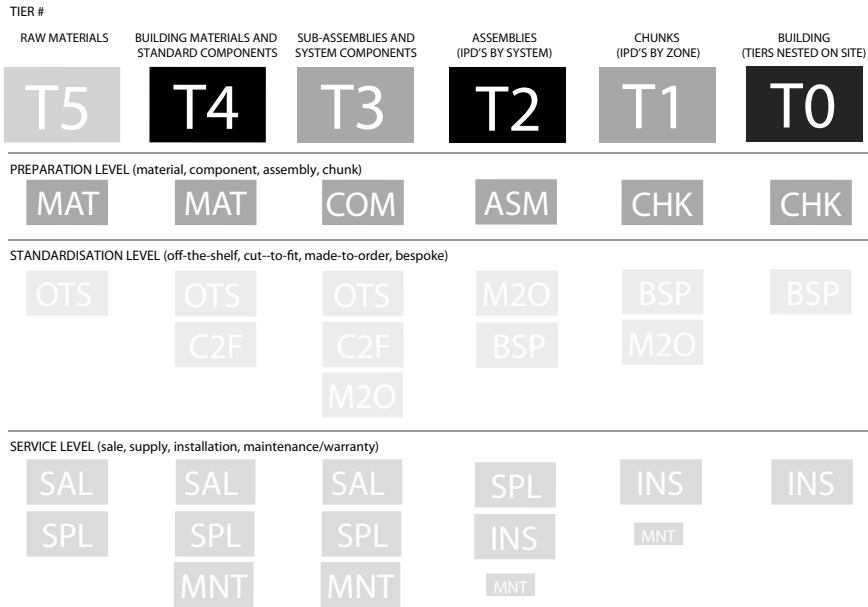 TIER #
RAW MATERIALS
BUILDING MATERIALS AND
STANDARD COMPONENTS
SUB-ASSEMBLIES AND
SYSTEM COMPONENTS
ASSEMBLIES
(IPD'S BY SYSTEM)
CHUNKS
(IPD'S BY ZONE)
BUILDING
(TIERS NESTED ON SITE)
T5 T4 T3 T2 T1 T0
PREPARATION LEVEL (material, component, assembly, chunk)
MAT MAT COM ASM CHK CHK
STANDARDISATION LEVEL (off-the-shelf, cut--to-fit, made-to-order, bespoke)
OTS OTS OTS M2O BSP BSP
C2F C2F BSP M2O
M2O
SERVICE LEVEL (sale, supply, installation, maintenance/warranty)
SAL SAL SAL SPL INS INS
SPL SPL SPL INS MNT
MNT MNT MNT